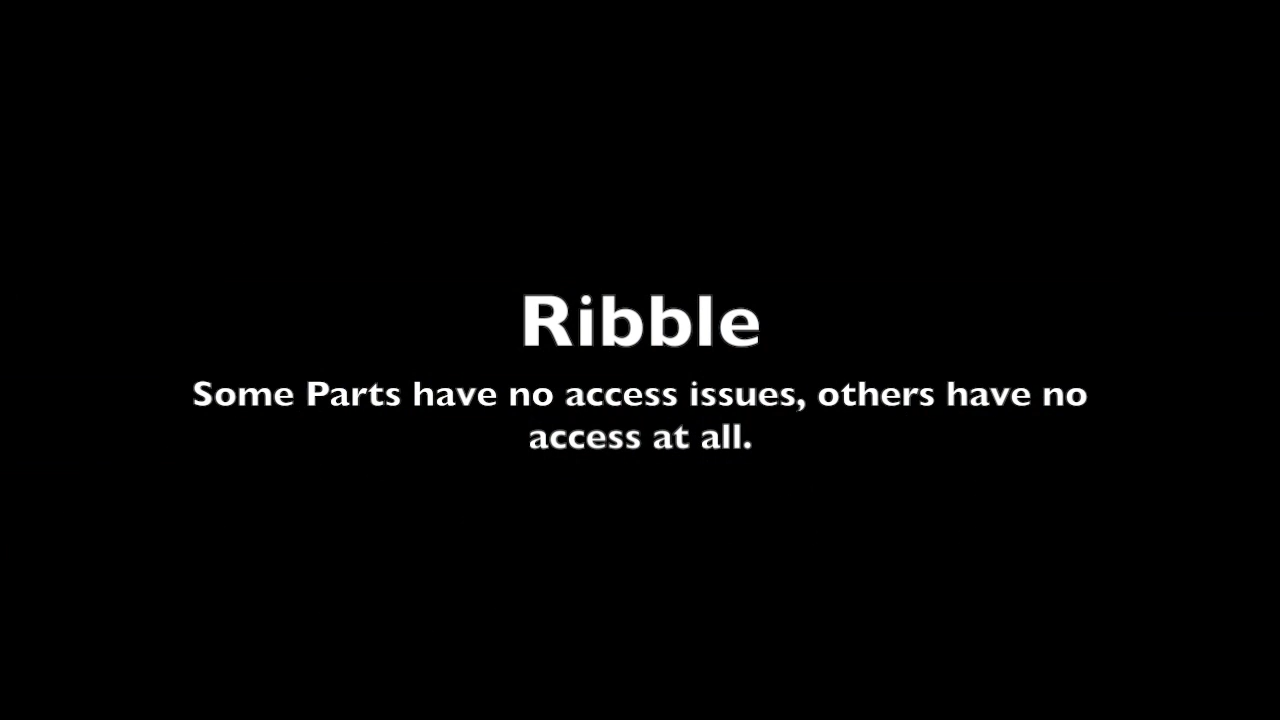 Ribble
Some Parts have no access issues, others have no
access at all.